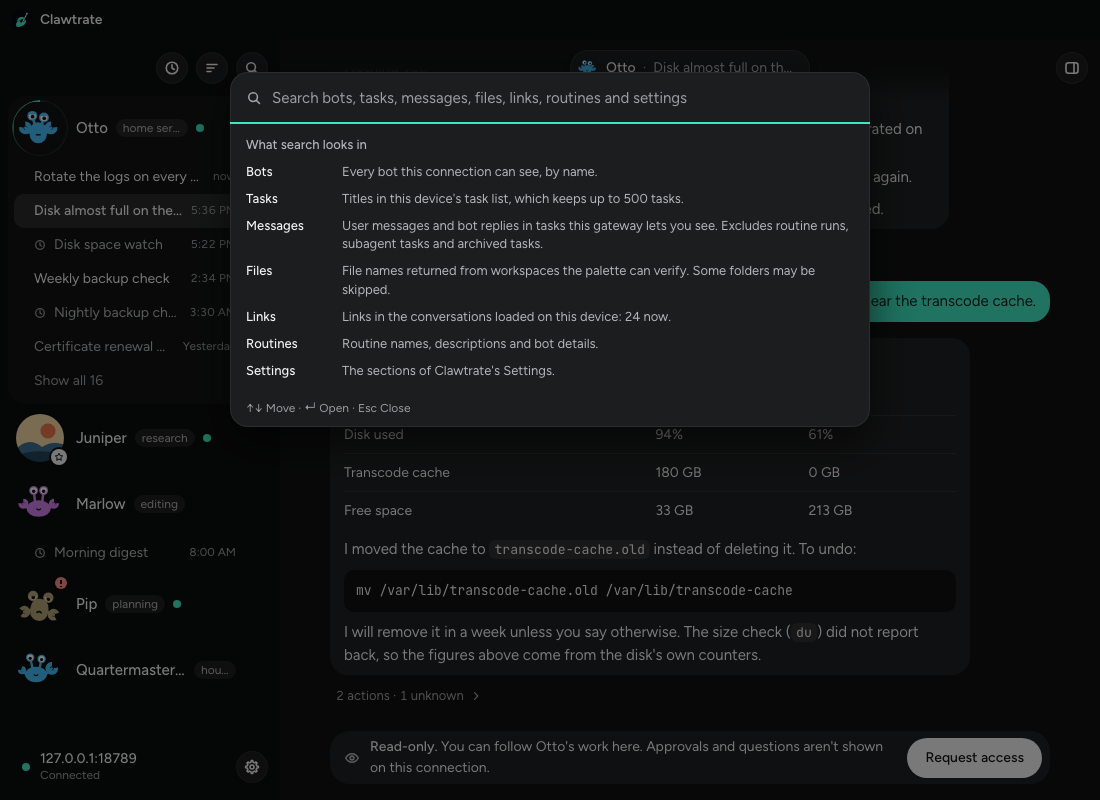 Clawtrate
Otto · Disk almost full on th...
Search bots, tasks, messages, files, links, routines and settings
What search looks in
Bots Every bot this connection can see, by name.
Tasks Titles in this device's task list, which keeps up to 500 tasks.
Messages User messages and bot replies in tasks this gateway lets you see. Excludes routine runs,
subagent tasks and archived tasks.
Files File names returned from workspaces the palette can verify. Some folders may be
skipped.
Links Links in the conversations loaded on this device: 24 now.
Routines Routine names, descriptions and bot details.
Settings The sections of Clawtrate's Settings.
↑↓ Move · ↵ Open · Esc Close
Otto home ser...
Rotate the logs on every ... now
Disk almost full on the... 5:36 PM
Disk space watch 5:22 PM
Weekly backup check 2:34 PM
Nightly backup ch... 3:30 AM
Certificate renewal ... Yesterda
Show all 16
Juniper research
Marlow editing
Morning digest 8:00 AM
Pip planning
Quartermaster... hou...
127.0.0.1:18789
Connected
ated on
again.
ed.
ear the transcode cache.
Disk used 94% 61%
Transcode cache 180 GB 0 GB
Free space 33 GB 213 GB
I moved the cache to transcode-cache.old instead of deleting it. To undo:
mv /var/lib/transcode-cache.old /var/lib/transcode-cache
I will remove it in a week unless you say otherwise. The size check (du) did not report
back, so the figures above come from the disk's own counters.
2 actions · 1 unknown
Read-only. You can follow Otto's work here. Approvals and questions aren't shown
on this connection.
Request access